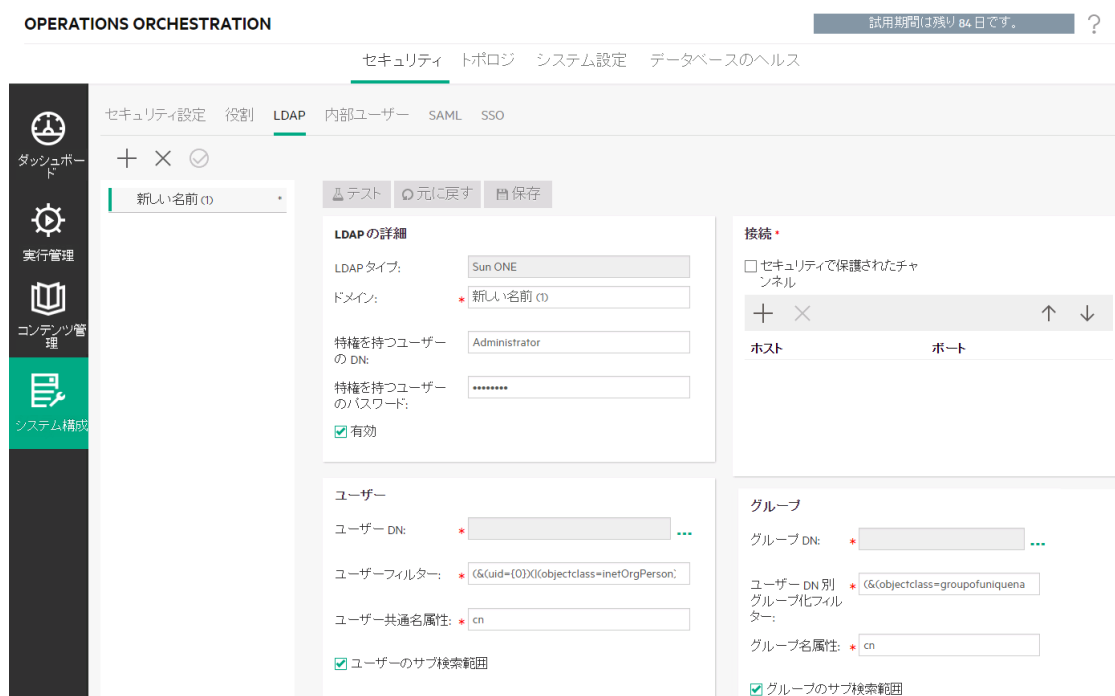 OPERATIONS ORCHESTRATION
試用期間は残り 84 日です。
?
セキュリティ トポロジ システム設定 データベースのヘルス
セキュリティ設定 役割 LDAP 内部ユーザー SAML SSO
ダッシュボー
ド
実行管理
コンテンツ管
理
システム構成
新しい名前 (1) *
テスト 元に戻す 保存
LDAP の詳細
LDAP タイプ: Sun ONE
ドメイン: * 新しい名前 (1)
特権を持つユーザー
の DN:
Administrator
特権を持つユーザー
のパスワード:
••••••••
有効
接続 *
セキュリティで保護されたチャ
ンネル
ホスト ポート
ユーザー
ユーザー DN: * ...
ユーザーフィルター: * (&(uid={0})(|(objectclass=inetOrgPerson)
ユーザー共通名属性: * cn
ユーザーのサブ検索範囲
グループ
グループ DN: * ...
ユーザー DN 別
グループ化フィル
ター:
* (&(objectclass=groupofuniquena
グループ名属性: * cn
グループのサブ検索範囲